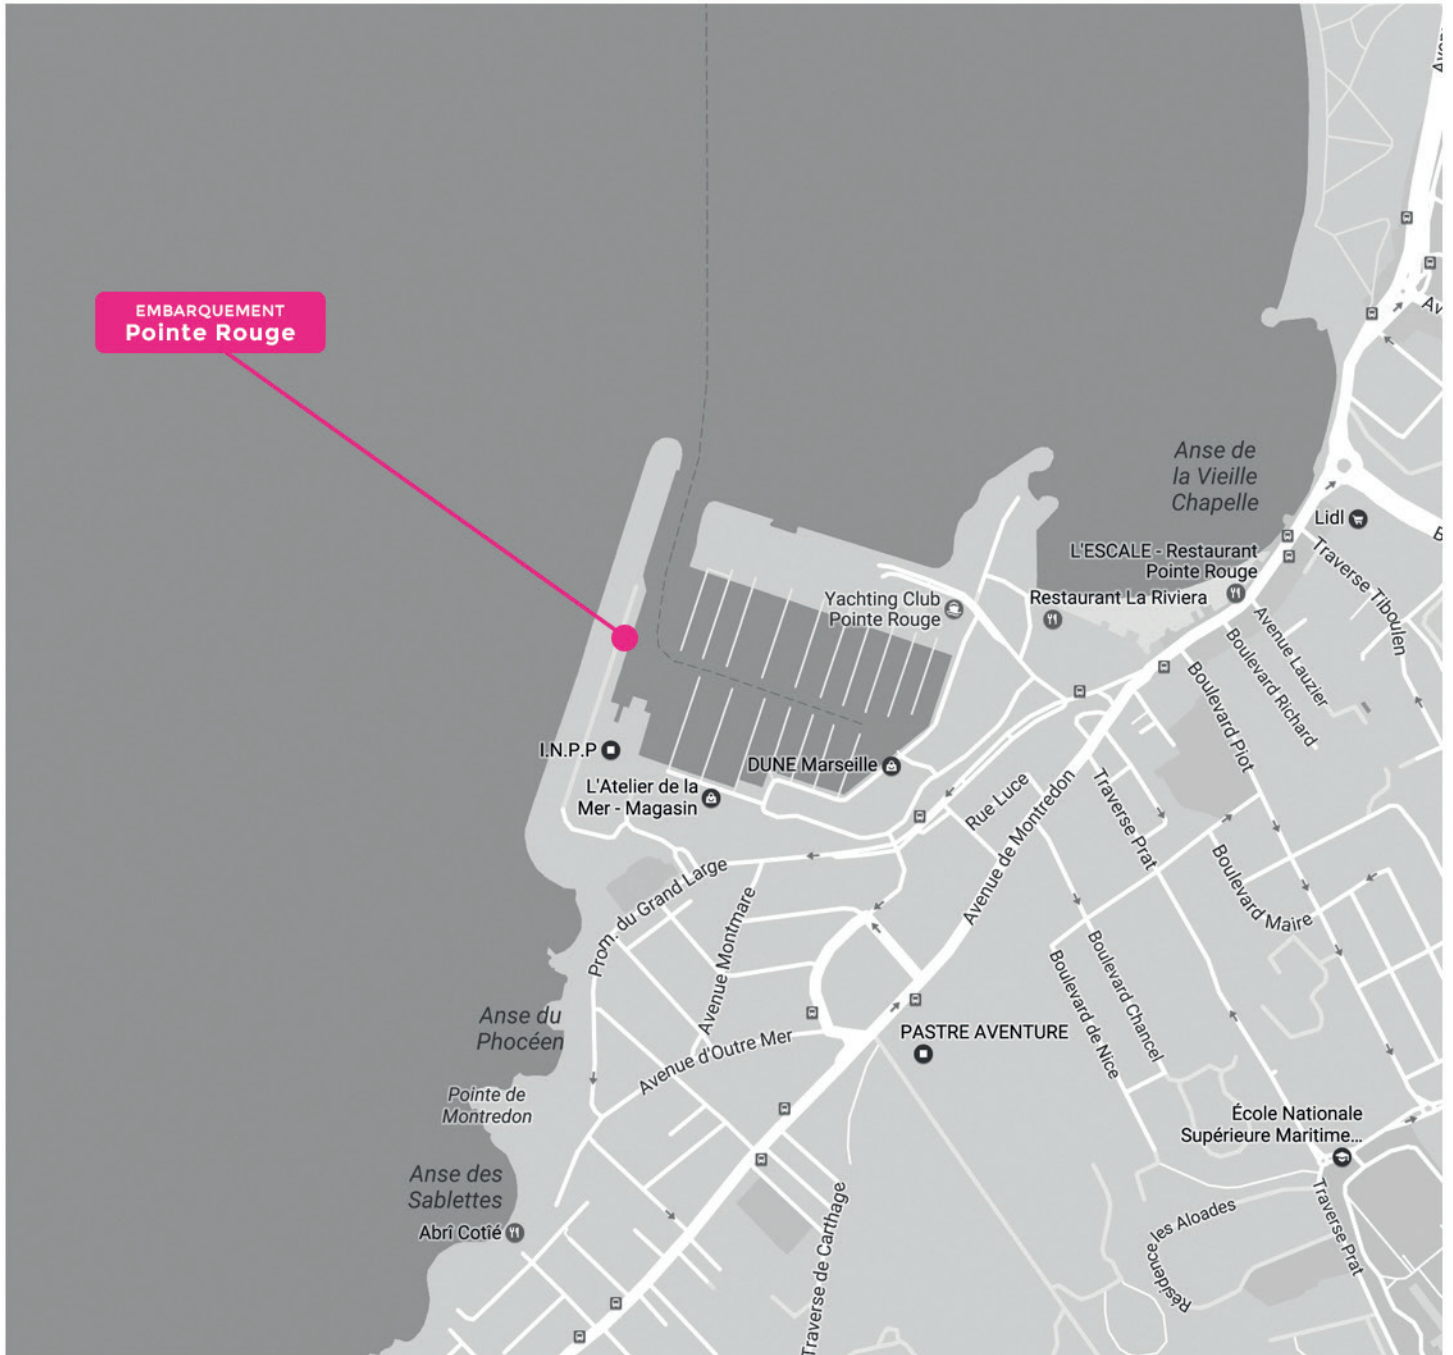 EMBARQUEMENT
Pointe Rouge
Anse de
la Vieille
Chapelle
Lidl
L'ESCALE - Restaurant
Pointe Rouge
Restaurant La Riviera
Yachting Club
Pointe Rouge
Traverse Tiboulen
Avenue Lauzier
Boulevard Richard
Boulevard Piot
I.N.P.P
DUNE Marseille
L'Atelier de la
Mer - Magasin
Rue Luce
Avenue de Montredon
Traverse Prat
Boulevard Maire
Prom. du Grand Large
Avenue Montmare
Boulevard Chancel
Boulevard de Nice
Anse du
Phocéen
PASTRE AVENTURE
Avenue d'Outre Mer
Pointe de
Montredon
École Nationale
Supérieure Maritime...
Anse des
Sablettes
Abri Cotié
Traverse de Carthage
Résidence les Aloades
Traverse Prat
Av
B